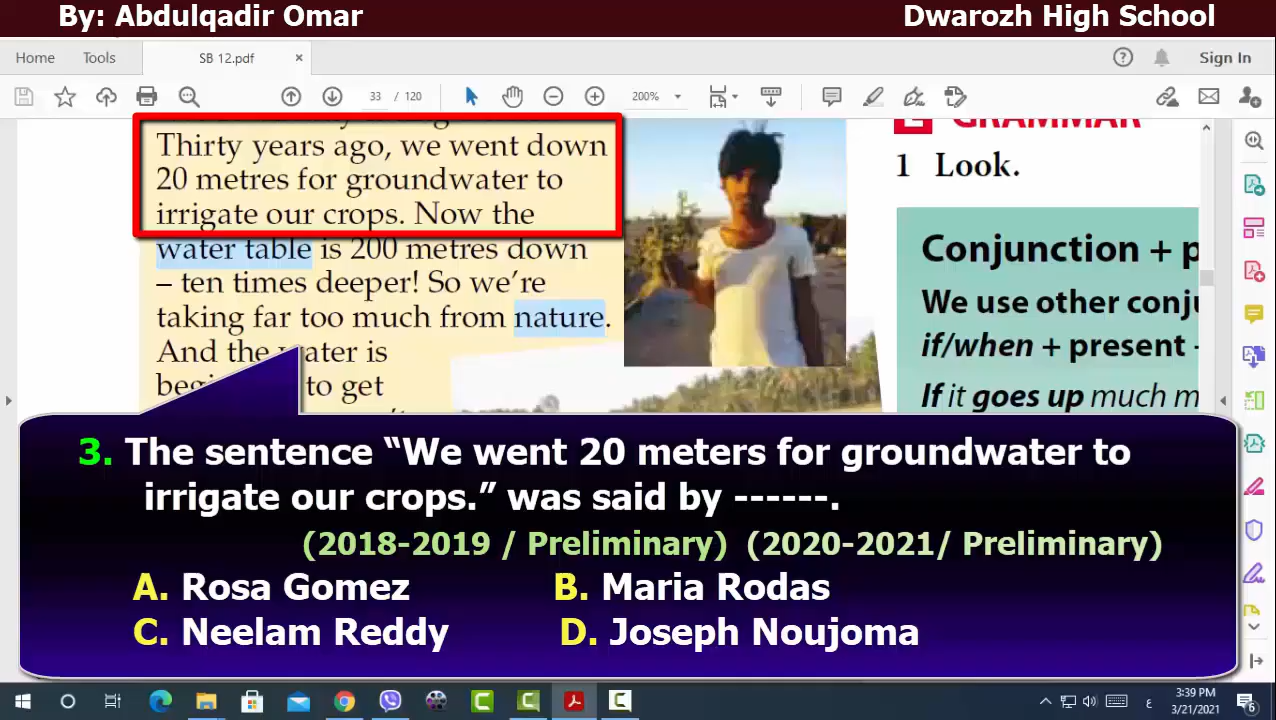 By: Abdulqadir Omar
Dwarozh High School
Home
Tools
SB 12.pdf
×
Sign In
33 / 120
200%
Thirty years ago, we went down
20 metres for groundwater to
irrigate our crops. Now the
water table is 200 metres down
– ten times deeper! So we're
taking far too much from nature.
And the water is
to get
GRAMMAR
1 Look.
Conjunction + p
We use other conj
if/when + present
If it goes up much m
3. The sentence “We went 20 meters for groundwater to
irrigate our crops.” was said by ------.
(2018-2019 / Preliminary) (2020-2021/ Preliminary)
A. Rosa Gomez
B. Maria Rodas
C. Neelam Reddy
D. Joseph Noujoma
ع
3:39 PM
3/21/2021
6